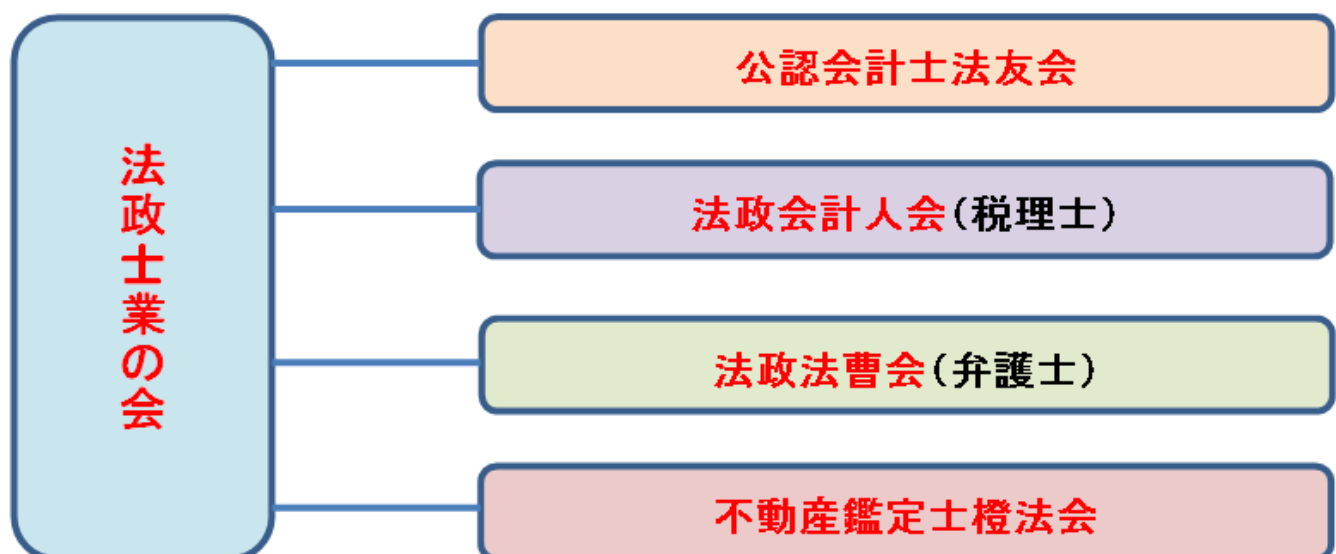 法政士業の会
公認会計士法友会
法政会計人会(税理士)
法政法曹会(弁護士)
不動産鑑定士橙法会